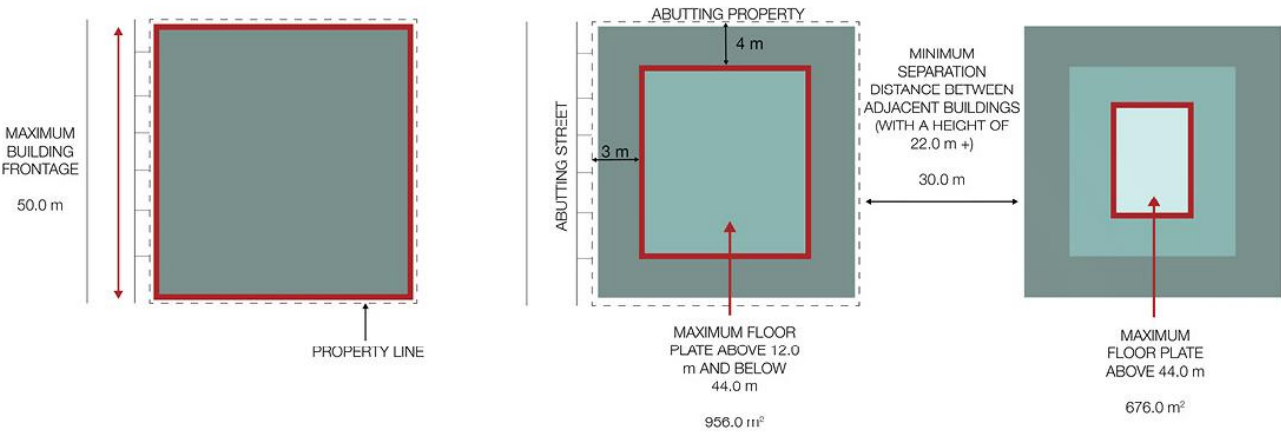 MAXIMUM
BUILDING
FRONTAGE
50.0 m
PROPERTY LINE
ABUTTING PROPERTY
4 m
3 m
ABUTTING STREET
MAXIMUM FLOOR
PLATE ABOVE 12.0
m AND BELOW
44.0 m
956.0 m²
MINIMUM
SEPARATION
DISTANCE BETWEEN
ADJACENT BUILDINGS
(WITH A HEIGHT OF
22.0 m +)
30.0 m
MAXIMUM
FLOOR PLATE
ABOVE 44.0 m
676.0 m²